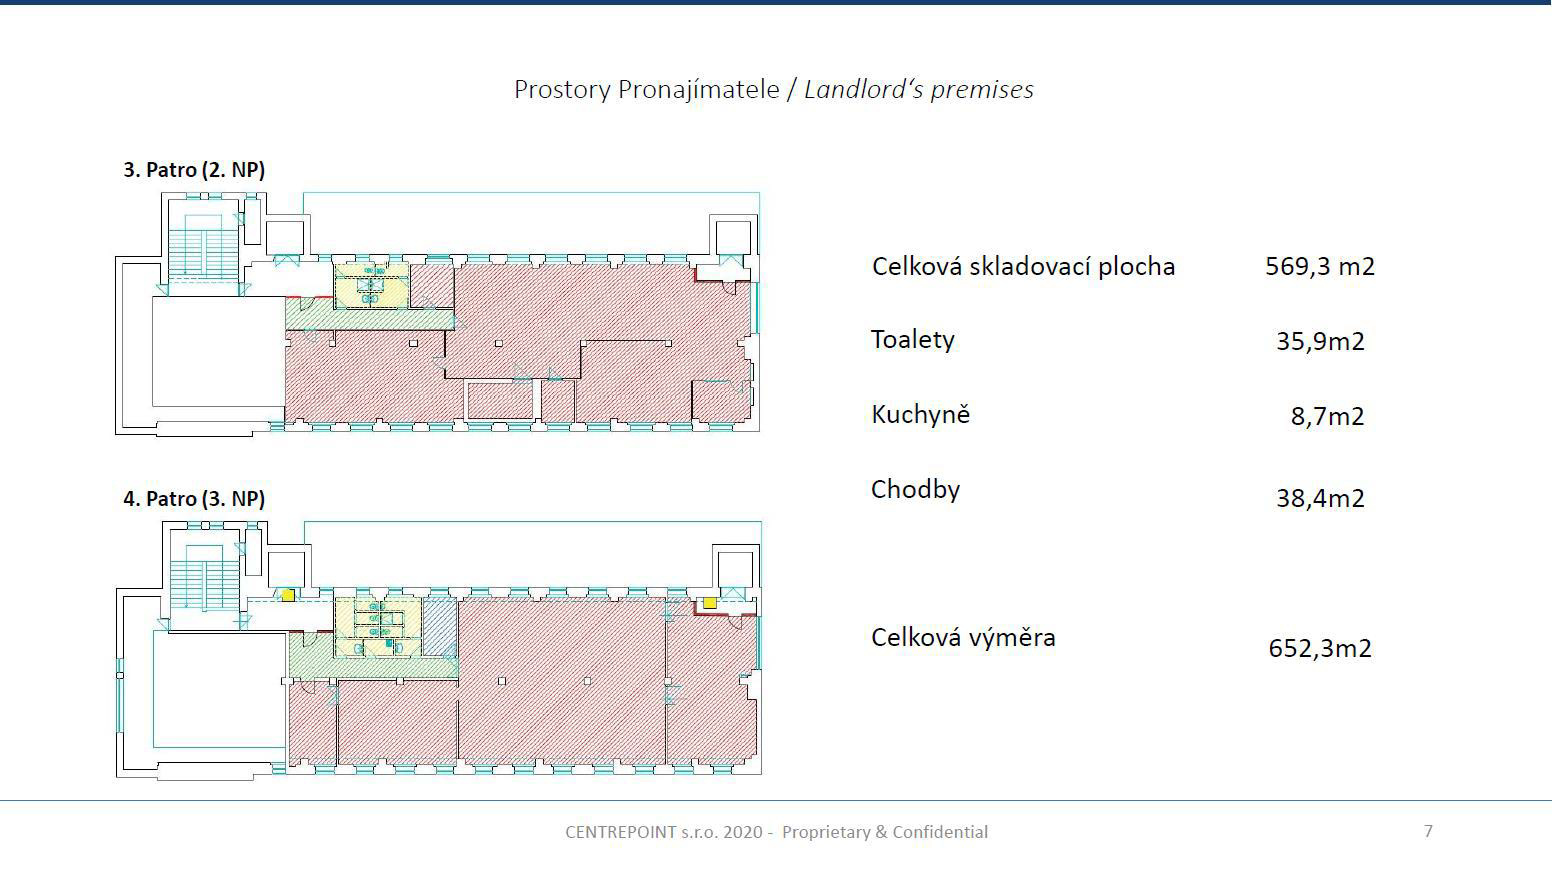 Prostory Pronajímatele / Landlord‘s premises
3. Patro (2. NP)
Celková skladovací plocha 569,3 m2
Toalety 35,9m2
Kuchyně 8,7m2
Chodby 38,4m2
4. Patro (3. NP)
Celková výměra 652,3m2
CENTREPOINT s.r.o. 2020 - Proprietary & Confidential 7